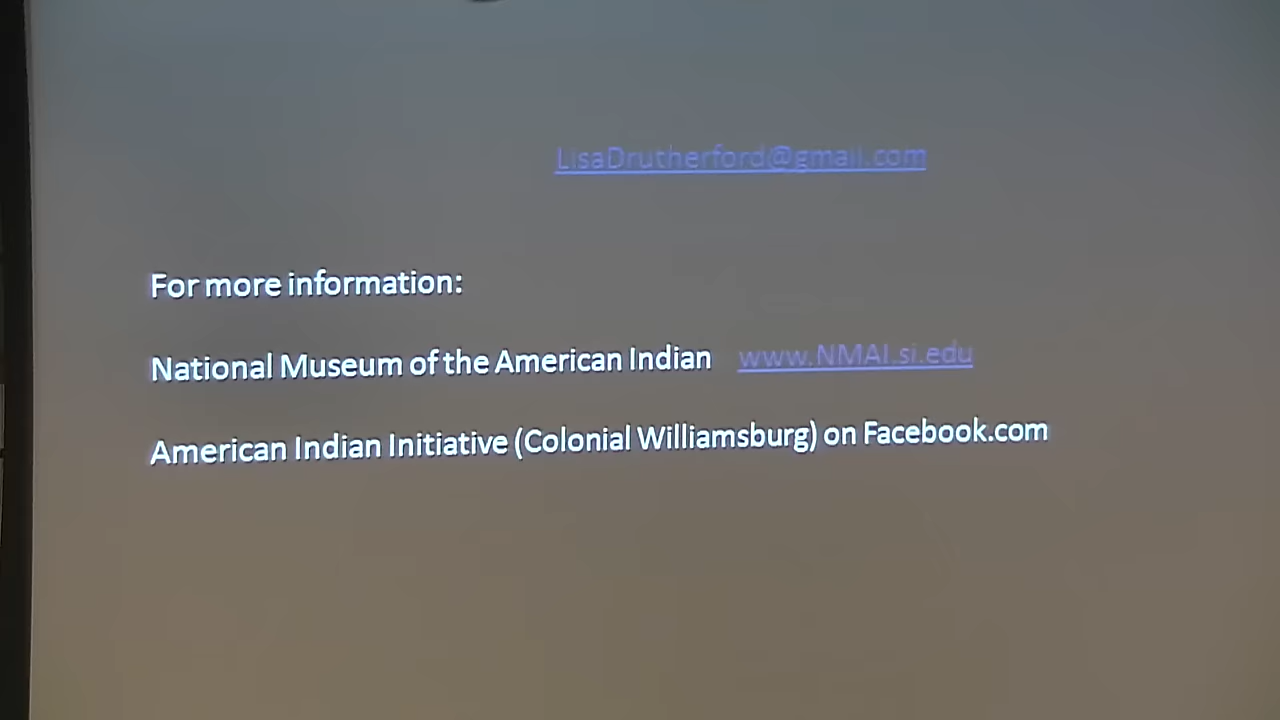 LisaDrutherford@gmail.com
For more information:
National Museum of the American Indian www.NMAI.si.edu
American Indian Initiative (Colonial Williamsburg) on Facebook.com